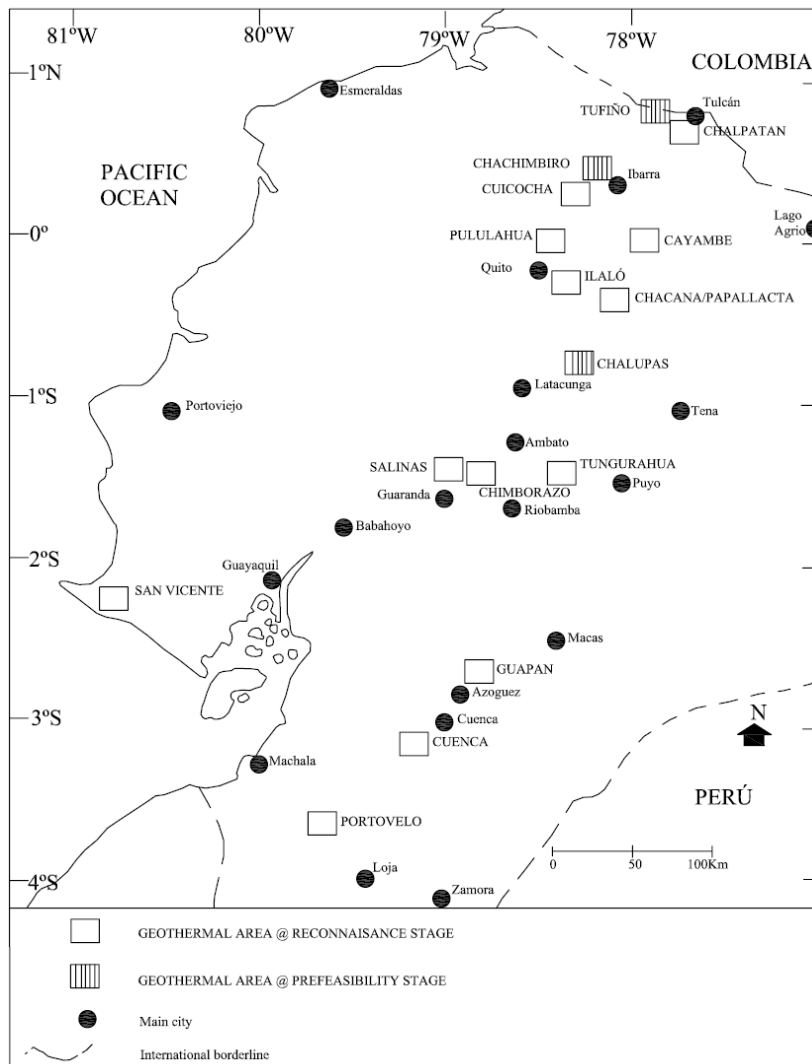 81ºW
80ºW
79ºW
78ºW
1ºN
COLOMBIA
Esmeraldas
TUFIÑO
Tulcán
CHALPATAN
PACIFIC
OCEAN
CHACHIMBIRO
Ibarra
CUICOCHA
Lago
Agrio
0º
PULULAHUA
CAYAMBE
Quito
ILALÓ
CHACANA/PAPALLACTA
CHALUPAS
1ºS
Latacunga
Portoviejo
Tena
Ambato
SALINAS
TUNGURAHUA
Guaranda
CHIMBORAZO
Puyo
Riobamba
Babahoyo
2ºS
Guayaquil
SAN VICENTE
Macas
GUAPAN
Azoguez
3ºS
Cuenca
N
CUENCA
Machala
PERÚ
PORTOVELO
0 50 100Km
Loja
4ºS
Zamora
GEOTHERMAL AREA @ RECONNAISANCE STAGE
GEOTHERMAL AREA @ PREFEASIBILITY STAGE
Main city
International borderline